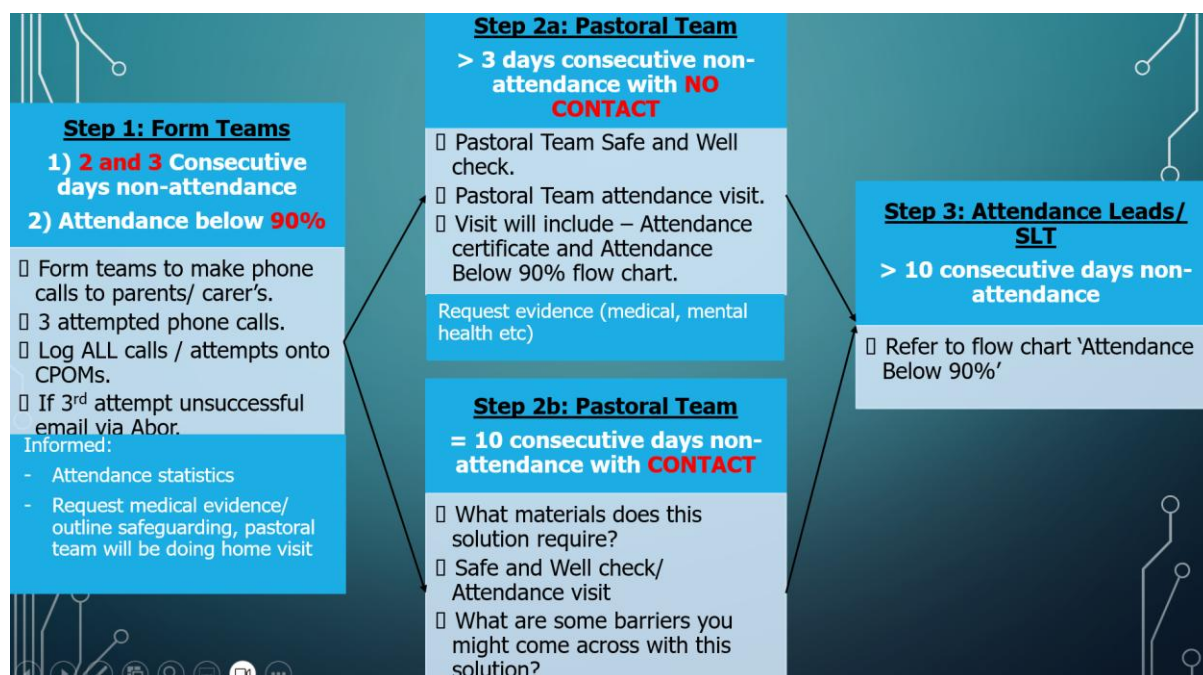 Step 1: Form Teams
1) 2 and 3 Consecutive
days non-attendance
2) Attendance below 90%
Form teams to make phone
calls to parents/ carer's.
3 attempted phone calls.
Log ALL calls / attempts onto
CPOMs.
If 3rd attempt unsuccessful
email via Abor.
Informed:
- Attendance statistics
- Request medical evidence/
outline safeguarding, pastoral
team will be doing home visit
Step 2a: Pastoral Team
> 3 days consecutive non-
attendance with NO
CONTACT
Pastoral Team Safe and Well
check.
Pastoral Team attendance visit.
Visit will include – Attendance
certificate and Attendance
Below 90% flow chart.
Request evidence (medical, mental
health etc)
Step 2b: Pastoral Team
= 10 consecutive days non-
attendance with CONTACT
What materials does this
solution require?
Safe and Well check/
Attendance visit
What are some barriers you
might come across with this
solution?
Step 3: Attendance Leads/
SLT
> 10 consecutive days non-
attendance
Refer to flow chart ‘Attendance
Below 90%’